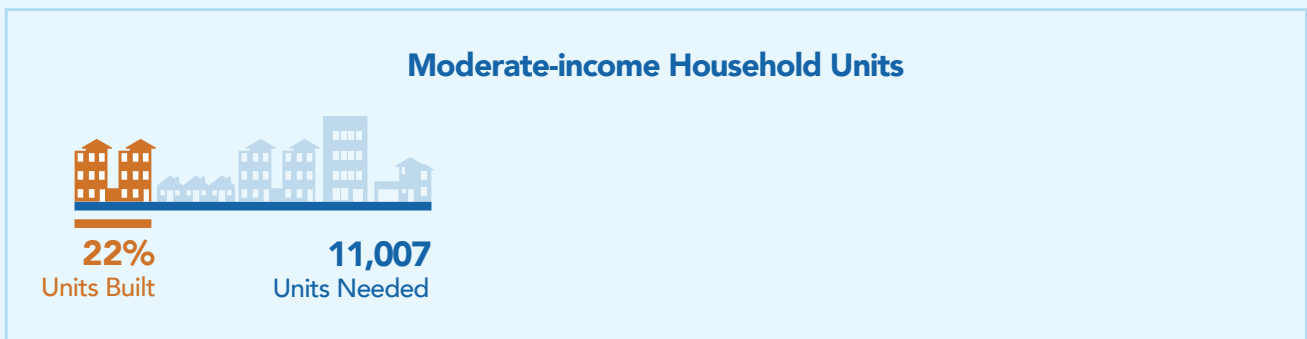 Moderate-income Household Units
22%
Units Built
11,007
Units Needed